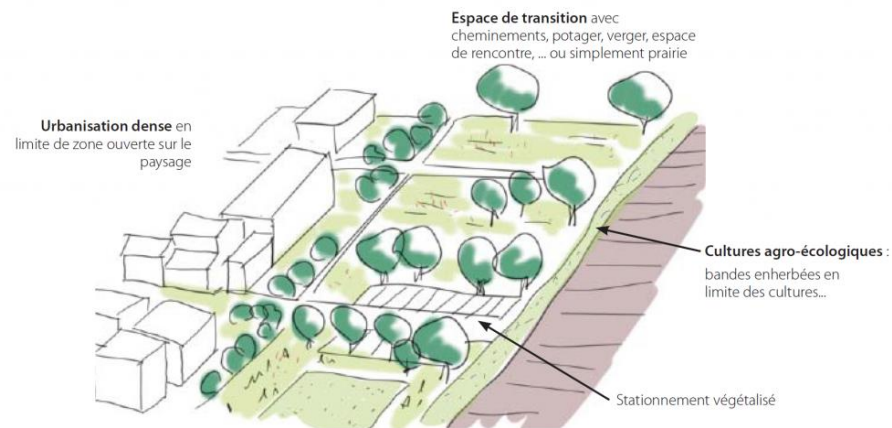 Espace de transition avec
cheminements, potager, verger, espace
de rencontre, ... ou simplement prairie
Urbanisation dense en
limite de zone ouverte sur le
paysage
Cultures agro-écologiques :
bandes enherbées en
limite des cultures...
Stationnement végétalisé